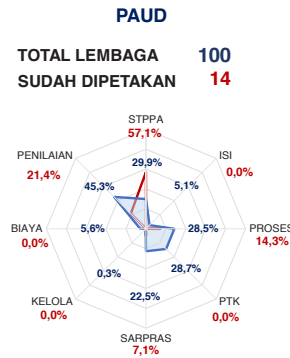 PAUD
TOTAL LEMBAGA 100
SUDAH DIPETAKAN 14
STPPA
57,1%
PENILAIAN
21,4%
ISI
0,0%
29,9%
45,3%
5,1%
BIAYA
0,0%
5,6%
28,5%
PROSES
14,3%
0,3%
28,7%
22,5%
KELOLA
0,0%
PTK
0,0%
SARPRAS
7,1%